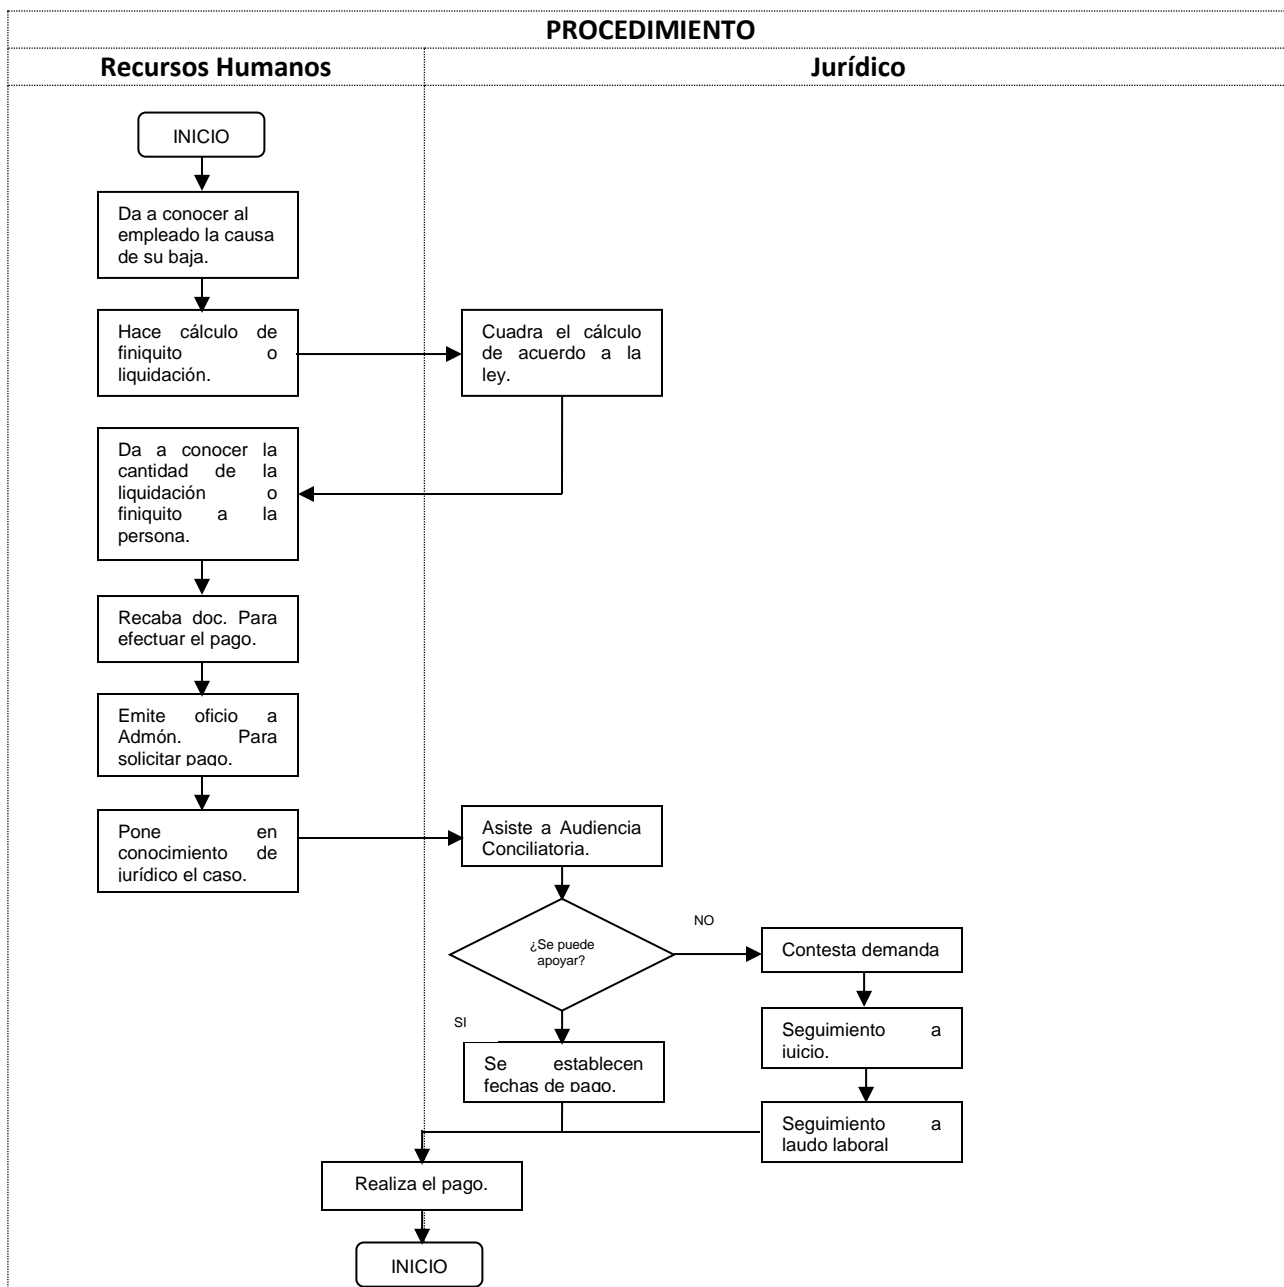 PROCEDIMIENTO
Recursos Humanos
Jurídico
INICIO
Da a conocer al
empleado la causa
de su baja.
Hace cálculo de
finiquito o
liquidación.
Cuadra el cálculo
de acuerdo a la
ley.
Da a conocer la
cantidad de la
liquidación o
finiquito a la
persona.
Recaba doc. Para
efectuar el pago.
Emite oficio a
Admón. Para
solicitar pago.
Pone en
conocimiento de
jurídico el caso.
Asiste a Audiencia
Conciliatoria.
¿Se puede
apoyar?
NO
Contesta demanda
SI
Seguimiento a
juicio.
Se establecen
fechas de pago.
Seguimiento a
laudo laboral
Realiza el pago.
INICIO